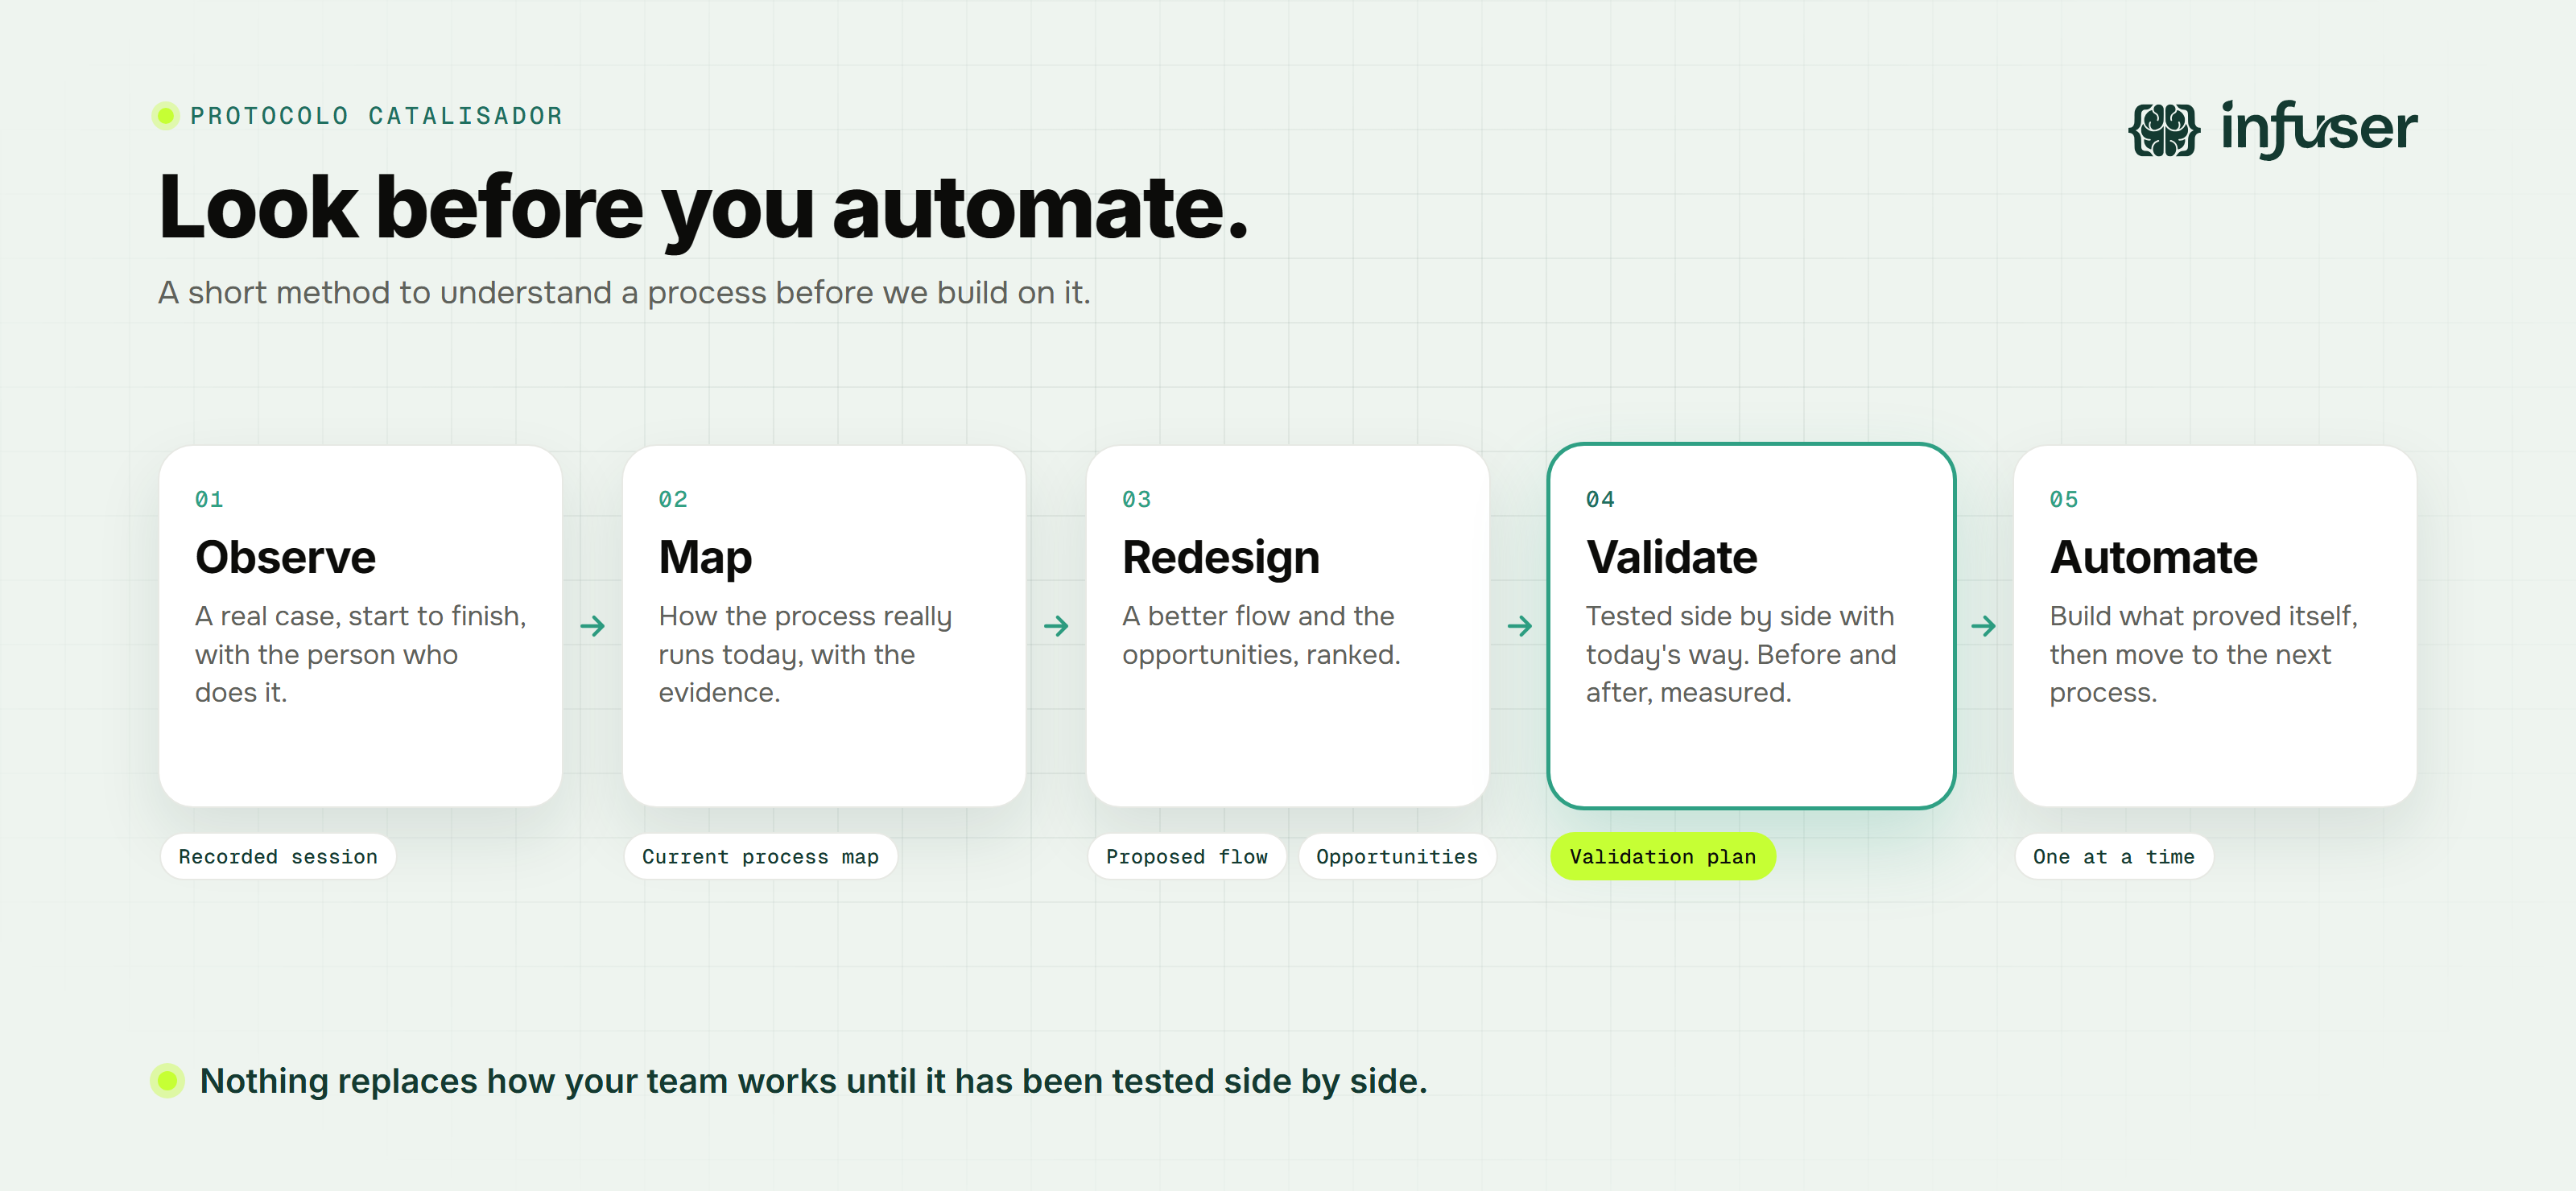 PROTOCOLO CATALISADOR
infuser
Look before you automate.
A short method to understand a process before we build on it.
01
Observe
A real case, start to finish,
with the person who
does it.
Recorded session
02
Map
How the process really
runs today, with the
evidence.
Current process map
03
Redesign
A better flow and the
opportunities, ranked.
Proposed flow
Opportunities
04
Validate
Tested side by side with
today's way. Before and
after, measured.
Validation plan
05
Automate
Build what proved itself,
then move to the next
process.
One at a time
Nothing replaces how your team works until it has been tested side by side.